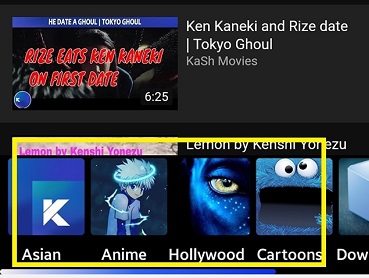 HE DATE A GHOUL | TOKYO GHOUL
RIZE EATS KEN KANEKI
ON FIRST DATE
6:25
Ken Kaneki and Rize date
| Tokyo Ghoul
KaSh Movies
Lemon by Kenshi Yonezu
Lemon by Kenshi Yonezu
K
Asian
Anime
Hollywood
Cartoons
Dow